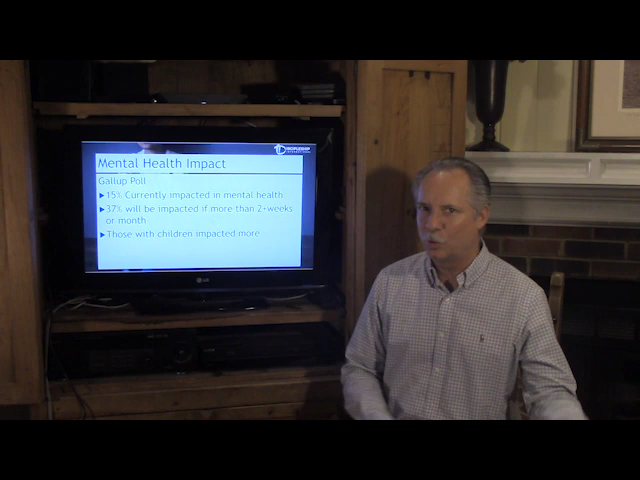 DISCIPLESHIP
Mental Health Impact
Gallup Poll
▶15% Currently impacted in mental health
▶37% will be impacted if more than 2+weeks
or month
▶Those with children impacted more
LG